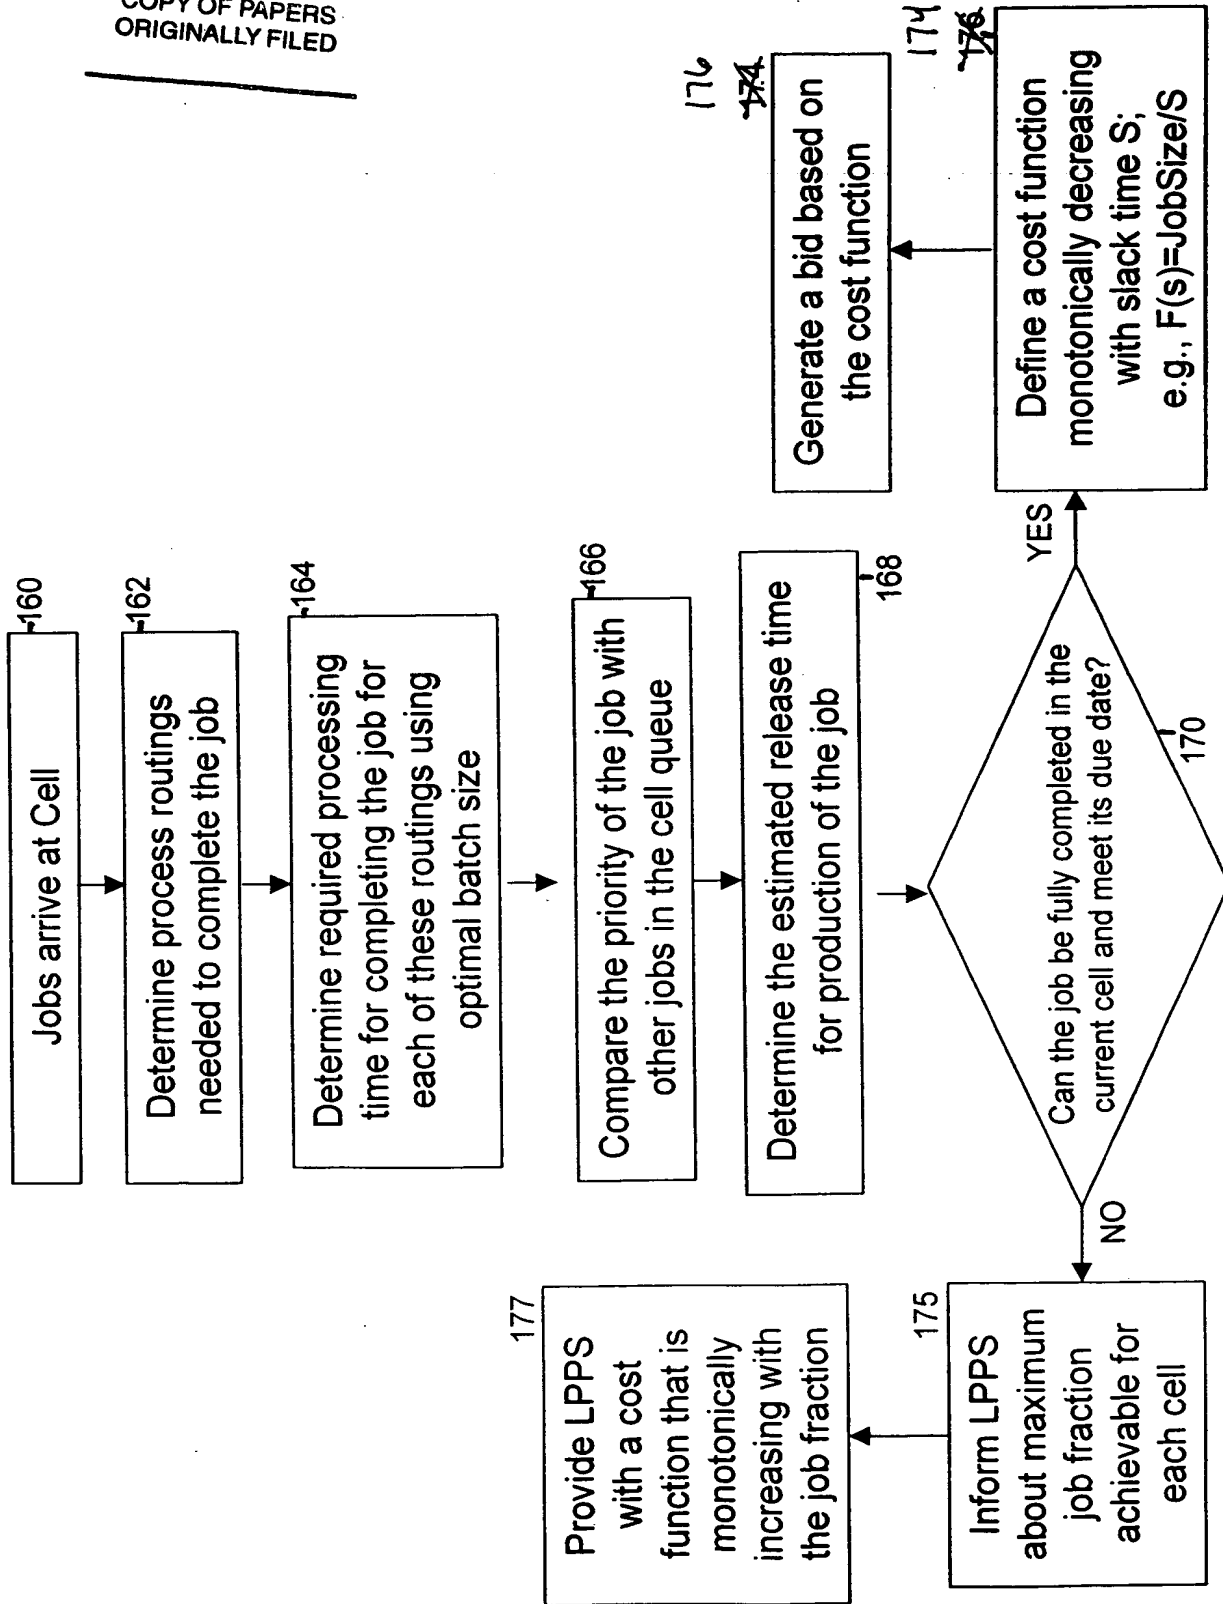 COPY OF PAPERS
ORIGINALLY FILED
Jobs arrive at Cell
160
Determine process routings
needed to complete the job
162
Determine required processing
time for completing the job for
each of these routings using
optimal batch size
164
Compare the priority of the job with
other jobs in the cell queue
166
Determine the estimated release time
for production of the job
168
Can the job be fully completed in the
current cell and meet its due date?
170
NO
YES
Inform LPPS
about maximum
job fraction
achievable for
each cell
175
Provide LPPS
with a cost
function that is
monotonically
increasing with
the job fraction
177
Define a cost function
monotonically decreasing
with slack time S;
e.g., F(s)=JobSize/S
174
176
Generate a bid based on
the cost function
176
174